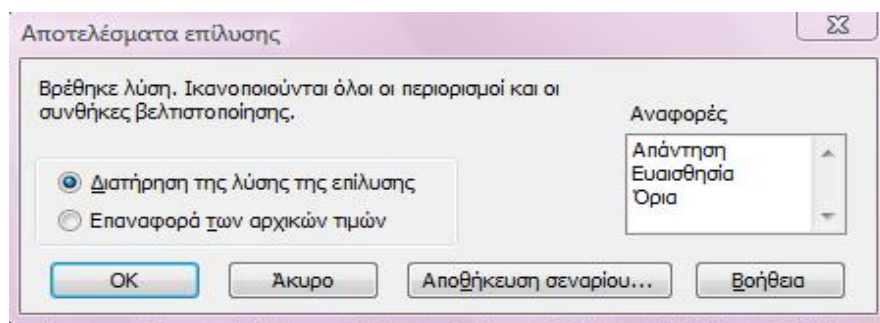 Αποτελέσματα επίλυσης
Βρέθηκε λύση. Ικανοποιούνται όλοι οι περιορισμοί και οι
συνθήκες βελτιστοποίησης.
Αναφορές
Απάντηση
Ευαισθησία
Όρια
Διατήρηση της λύσης της επίλυσης
Επαναφορά των αρχικών τιμών
OK
Άκυρο
Αποθήκευση σεναρίου...
Βοήθεια